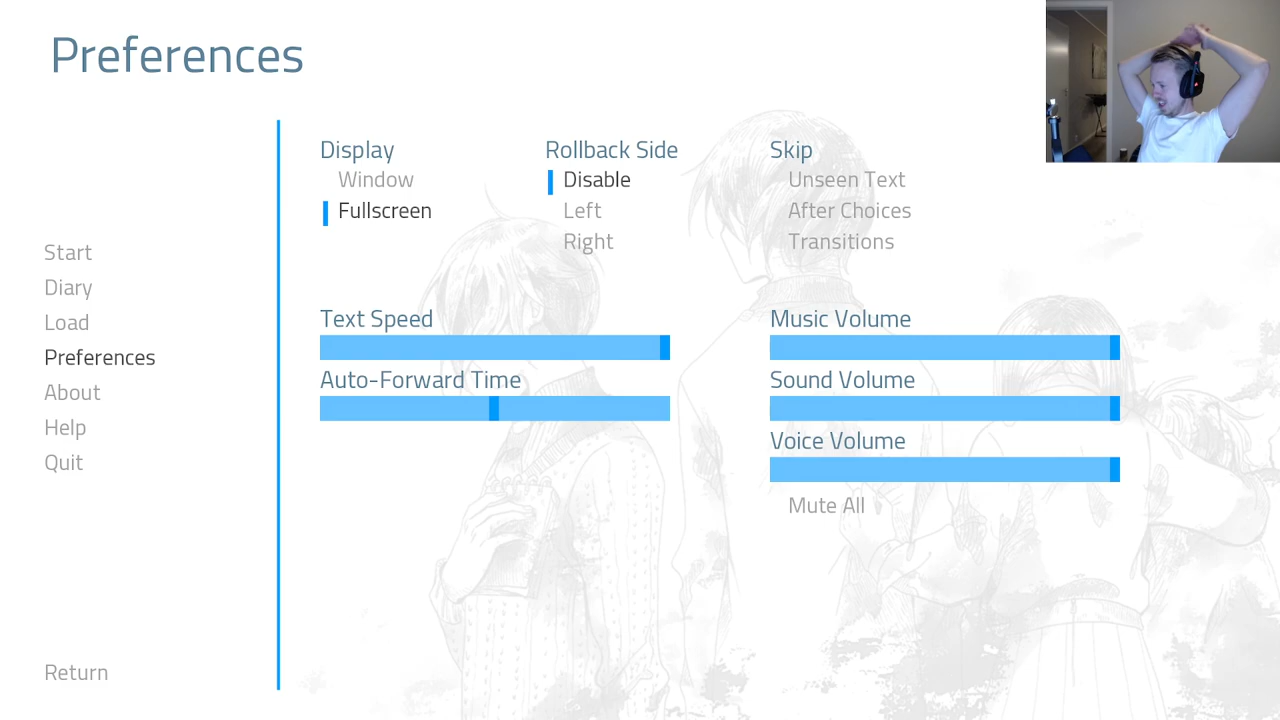 Preferences
Start
Diary
Load
Preferences
About
Help
Quit
Return
Display
Window
Fullscreen
Rollback Side
Disable
Left
Right
Skip
Unseen Text
After Choices
Transitions
Text Speed
Auto-Forward Time
Music Volume
Sound Volume
Voice Volume
Mute All